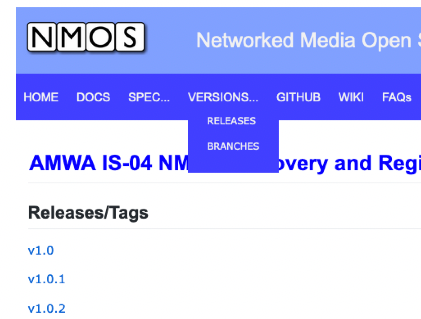 NMOS
Networked Media Open
HOME DOCS SPEC... VERSIONS... GITHUB WIKI FAQs
RELEASES
BRANCHES
AMWA IS-04 NM overy and Regi
Releases/Tags
v1.0
v1.0.1
v1.0.2